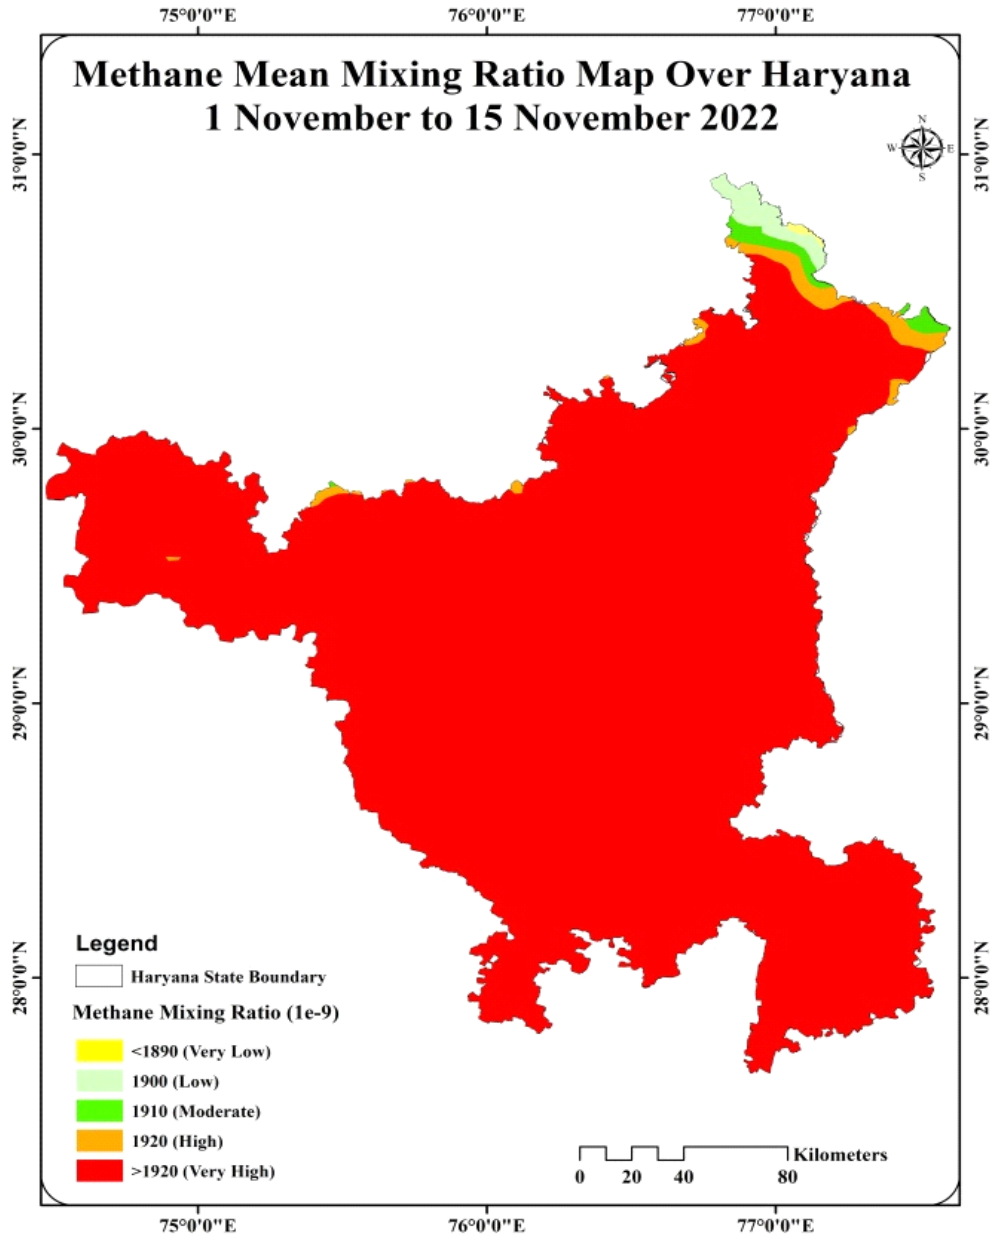 75°0'0"E 76°0'0"E 77°0'0"E
Methane Mean Mixing Ratio Map Over Haryana
1 November to 15 November 2022
N
W E
S
31°0'0"N 31°0'0"N
30°0'0"N 30°0'0"N
29°0'0"N 29°0'0"N
28°0'0"N 28°0'0"N
Legend
Haryana State Boundary
Methane Mixing Ratio (1e-9)
<1890 (Very Low)
1900 (Low)
1910 (Moderate)
1920 (High)
>1920 (Very High)
Kilometers
0 20 40 80
75°0'0"E 76°0'0"E 77°0'0"E